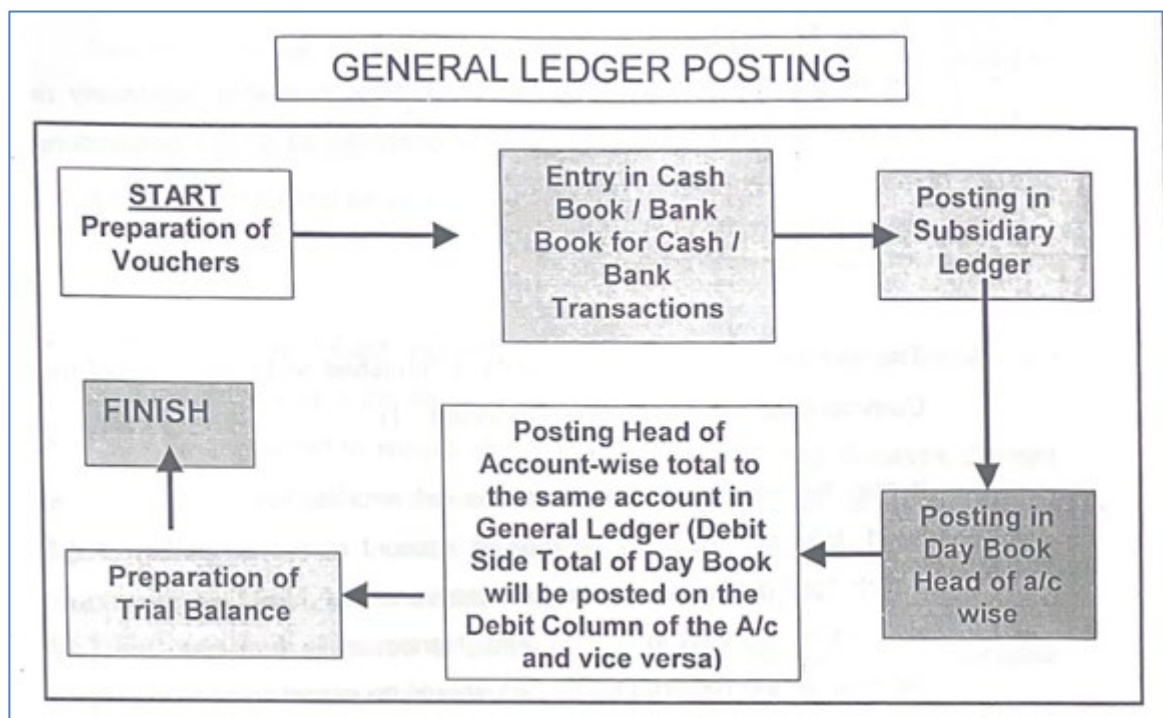 GENERAL LEDGER POSTING
START
Preparation of
Vouchers
Entry in Cash
Book / Bank
Book for Cash /
Bank
Transactions
Posting in
Subsidiary
Ledger
Posting in
Day Book
Head of a/c
wise
Posting Head of
Account-wise total to
the same account in
General Ledger (Debit
Side Total of Day Book
will be posted on the
Debit Column of the A/c
and vice versa)
Preparation of
Trial Balance
FINISH